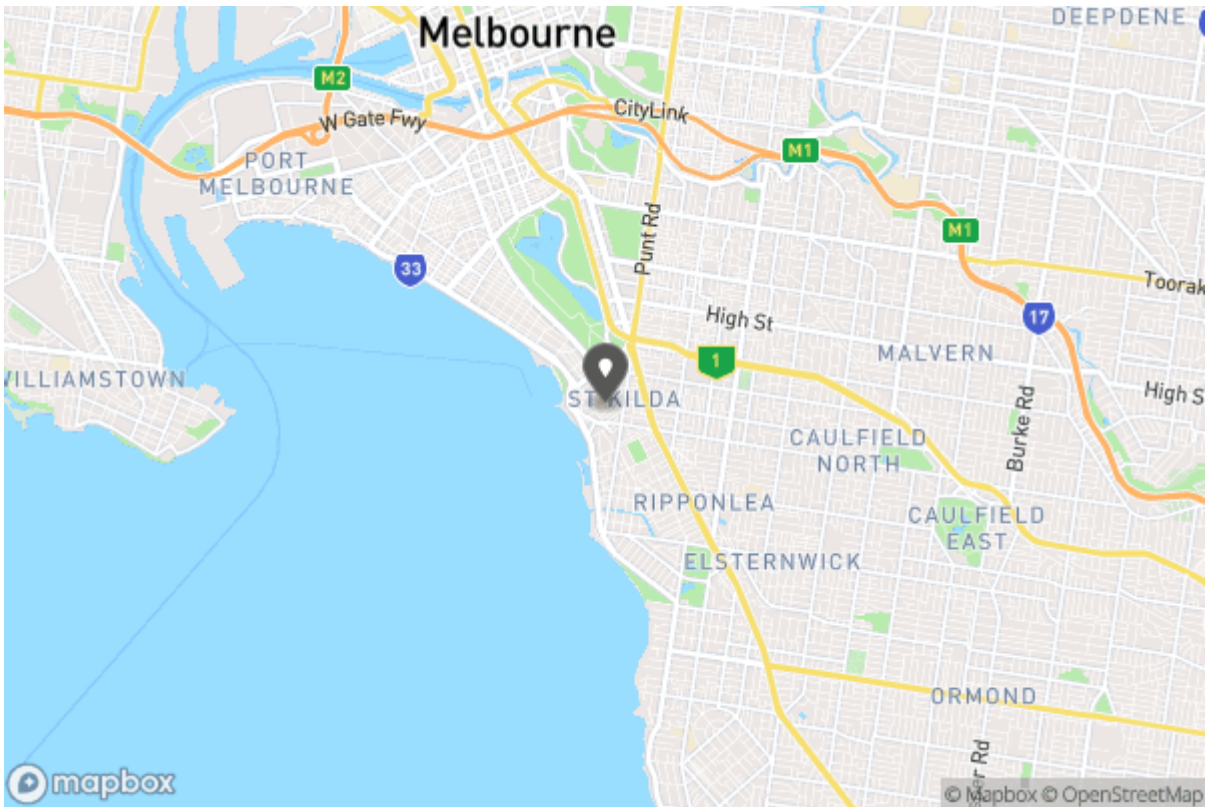 DEEPDENE
Melbourne
M2
CityLink
W Gate Fwy
M1
PORT
MELBOURNE
Punt Rd
M1
33
Toorak
High St
17
MALVERN
1
WILLIAMSTOWN
High S
ST KILDA
Burke Rd
CAULFIELD
NORTH
RIPPONLEA
CAULFIELD
EAST
ELSTERNWICK
ORMOND
mapbox
© Mapbox © OpenStreetMap